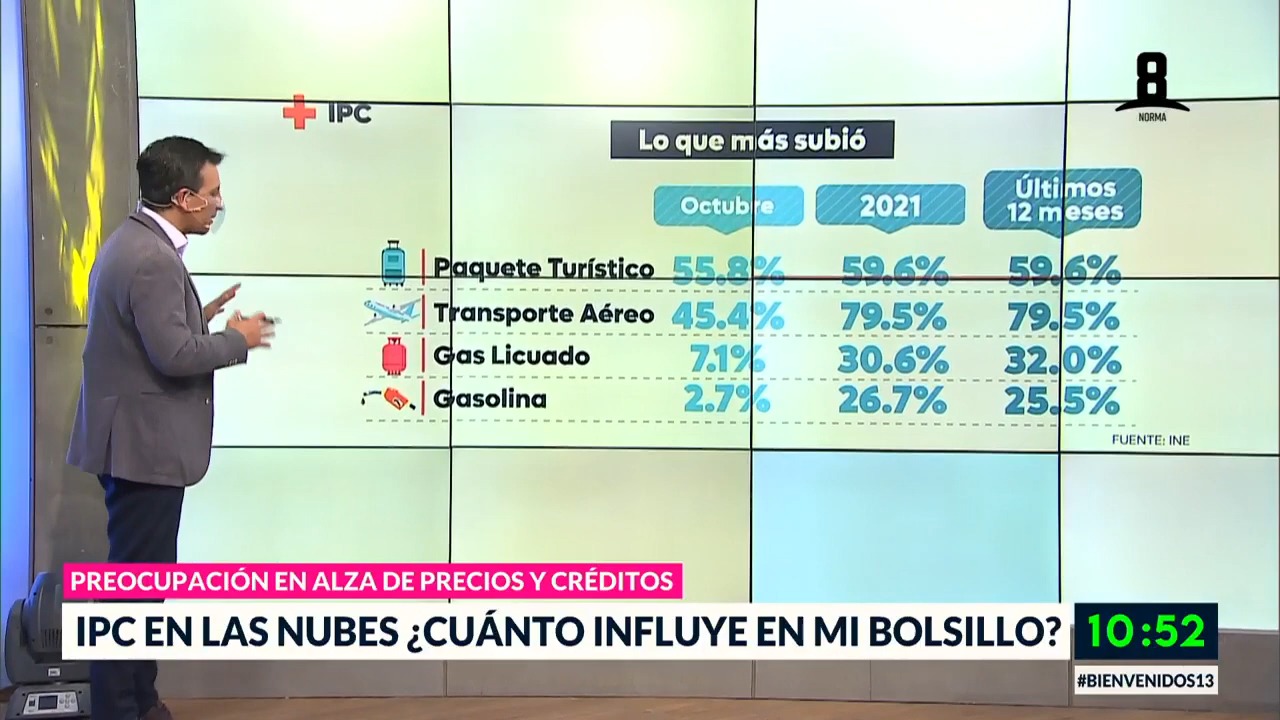 8
NORMA
IPC
Lo que más subió
Octubre 2021 Últimos 12 meses
Paquete Turístico 55.8% 59.6% 59.6%
Transporte Aéreo 45.4% 79.5% 79.5%
Gas Licuado 7.1% 30.6% 32.0%
Gasolina 2.7% 26.7% 25.5%
FUENTE: INE
PREOCUPACIÓN EN ALZA DE PRECIOS Y CRÉDITOS
IPC EN LAS NUBES ¿CUÁNTO INFLUYE EN MI BOLSILLO?
10:52
#BIENVENIDOS13